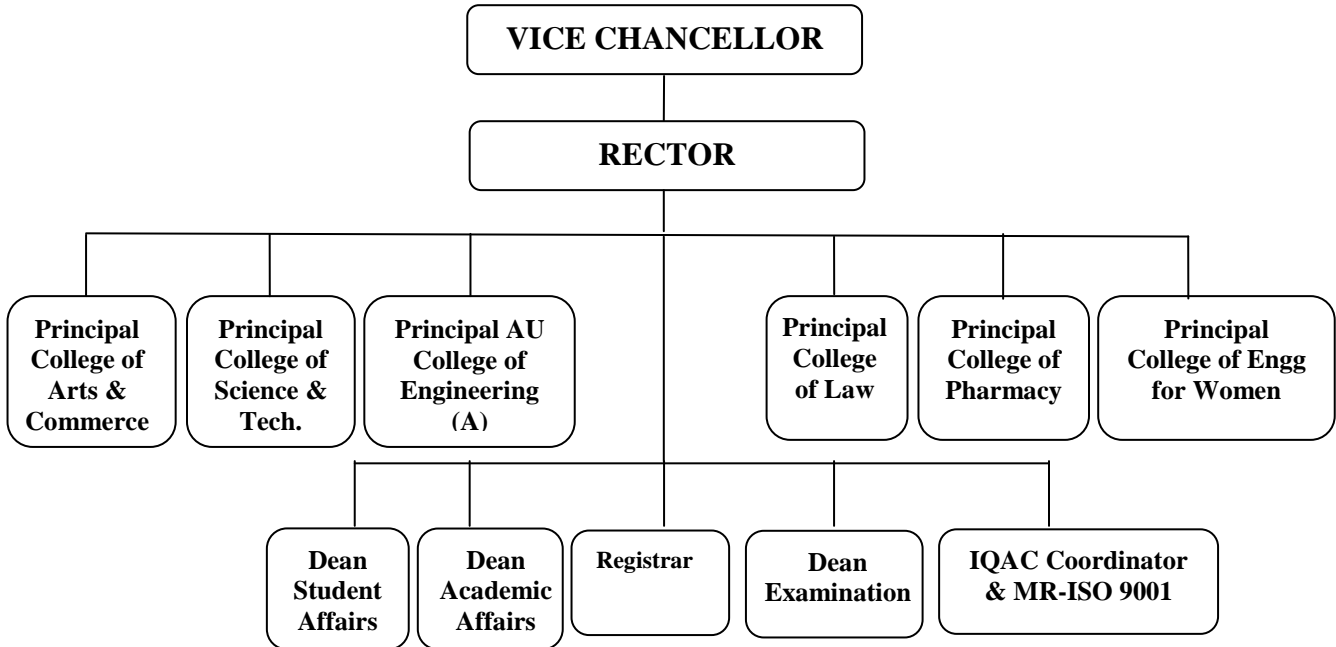 VICE CHANCELLOR
RECTOR
Principal
College of
Arts &
Commerce
Principal
College of
Science &
Tech.
Principal AU
College of
Engineering
(A)
Principal
College
of Law
Principal
College of
Pharmacy
Principal
College of Engg
for Women
Dean
Student
Affairs
Dean
Academic
Affairs
Registrar
Dean
Examination
IQAC Coordinator
& MR-ISO 9001